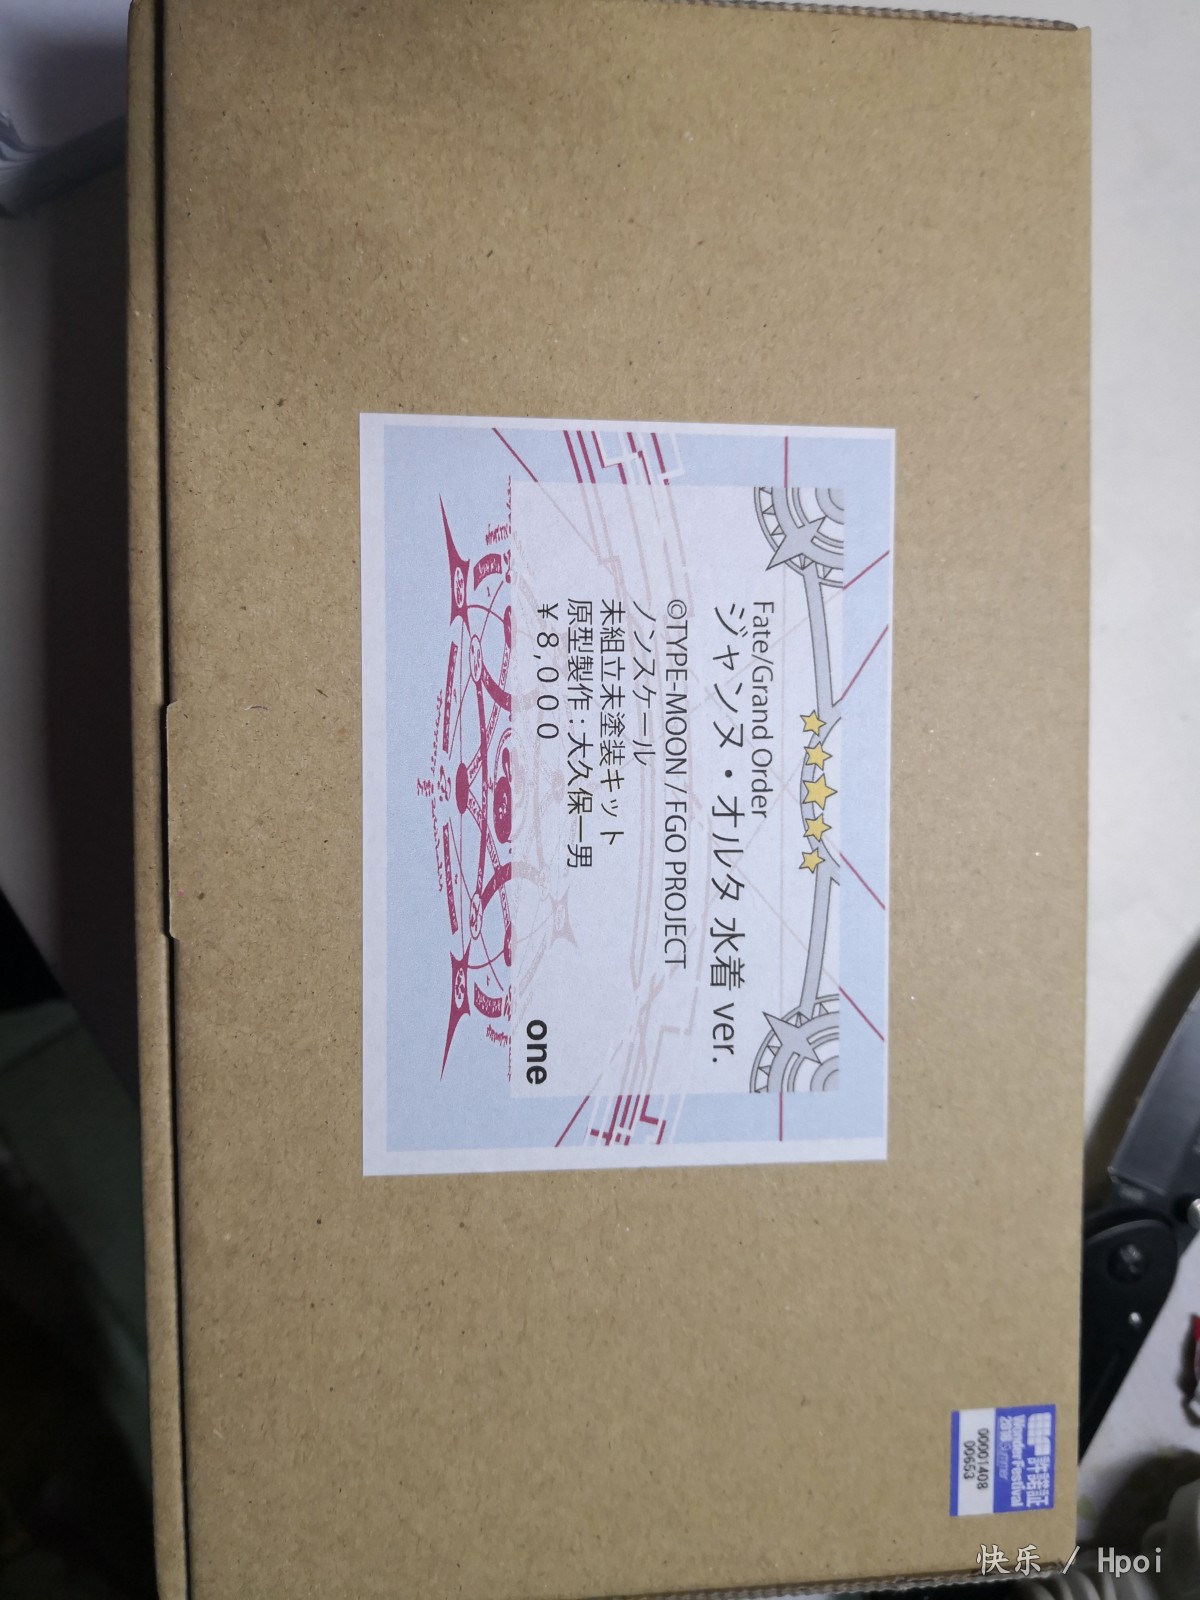 Fate/Grand Order
ジャンヌ・オルタ 水着 ver.
©TYPE-MOON / FGO PROJECT
ノンスケール
未組立未塗装キット
原型製作：大久保一男
￥８,０００
one
許諾証
WonderFestival
2018 Summer
00001408
00653
快乐 / Hpoi